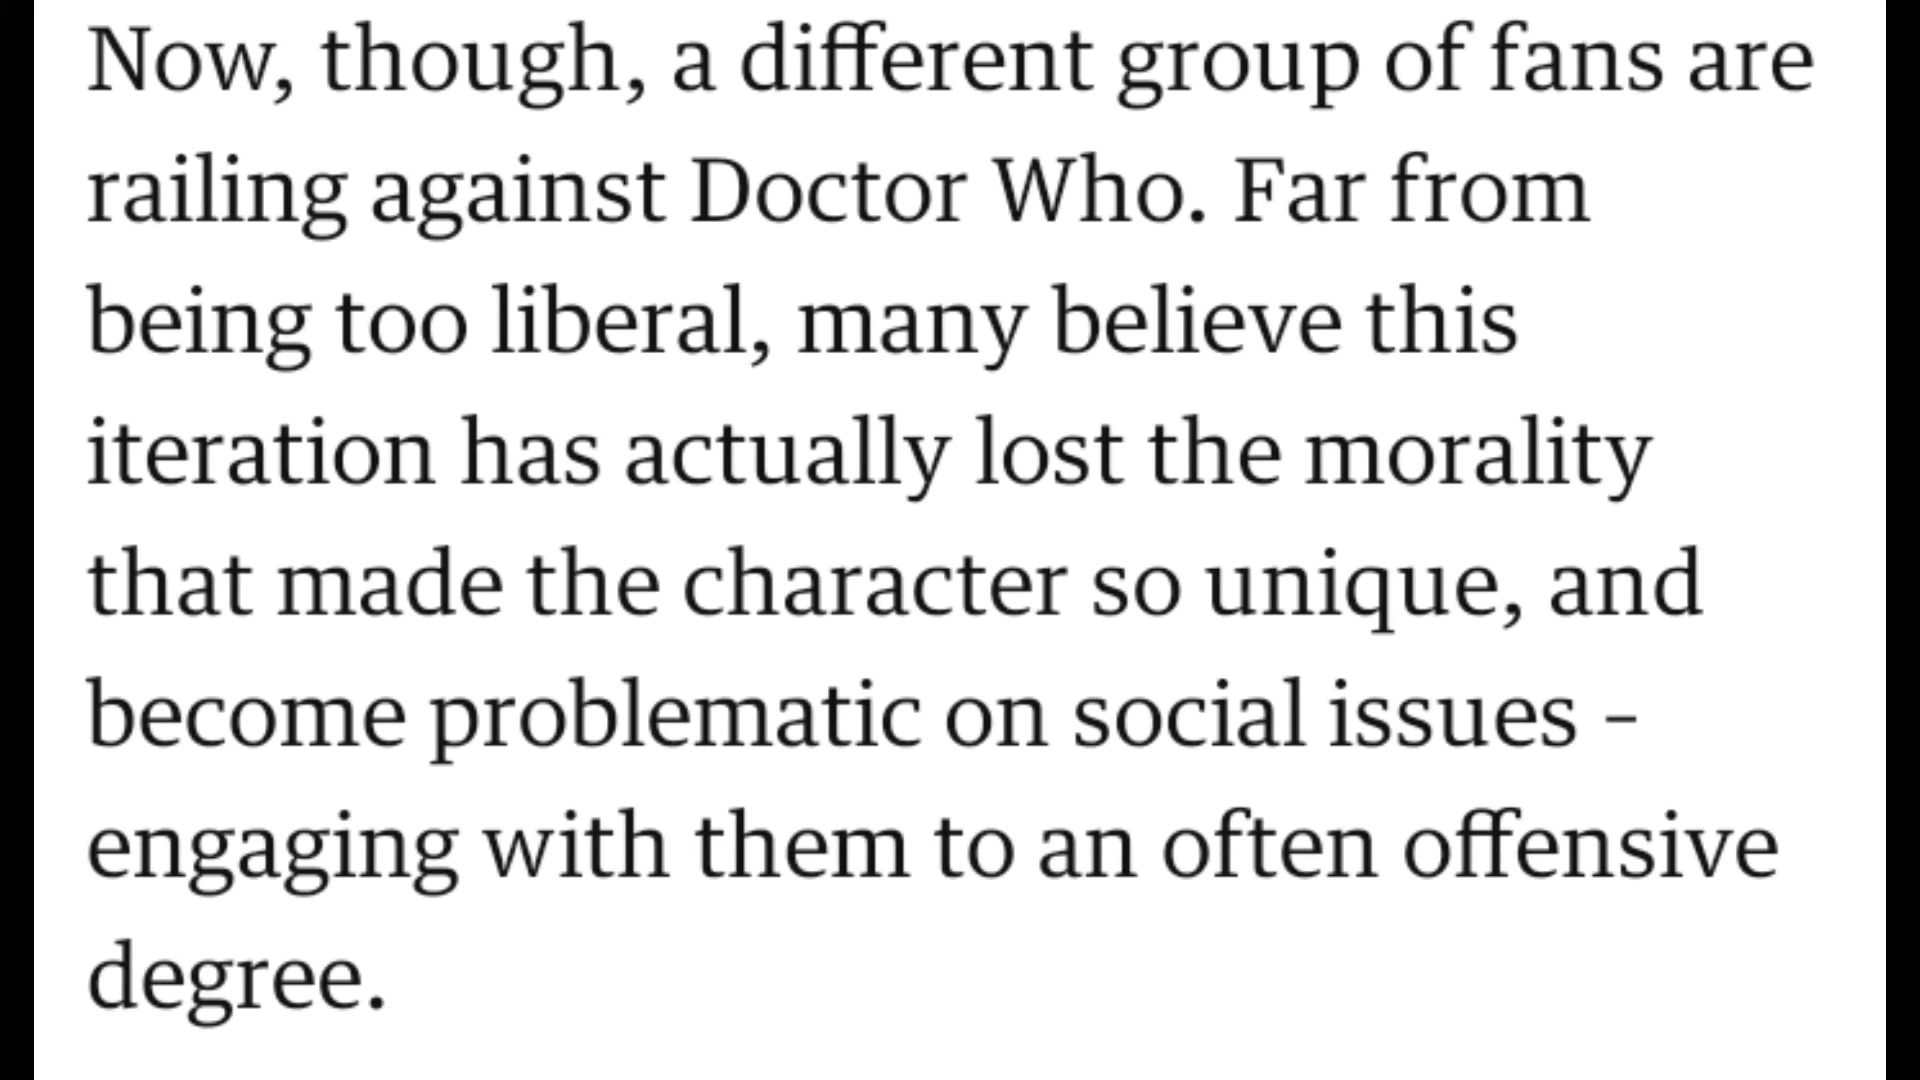 Now, though, a different group of fans are
railing against Doctor Who. Far from
being too liberal, many believe this
iteration has actually lost the morality
that made the character so unique, and
become problematic on social issues –
engaging with them to an often offensive
degree.